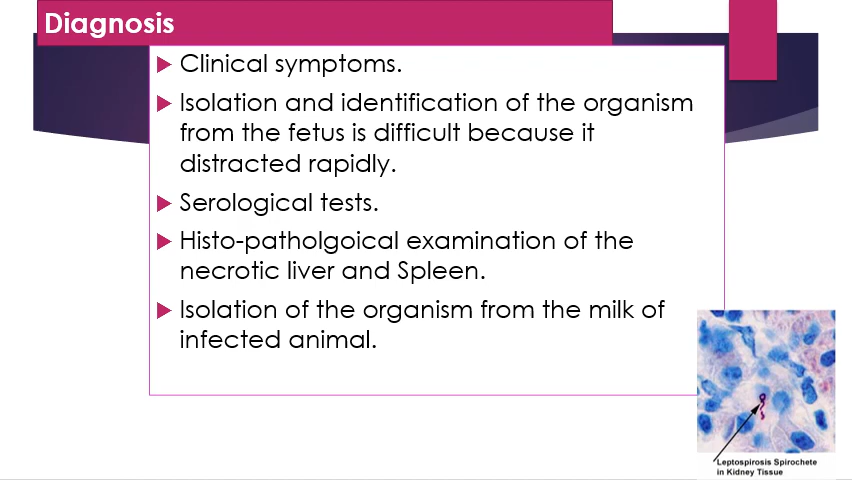 Diagnosis
Clinical symptoms.
Isolation and identification of the organism
from the fetus is difficult because it
distracted rapidly.
Serological tests.
Histo-patholgoical examination of the
necrotic liver and Spleen.
Isolation of the organism from the milk of
infected animal.
Leptospirosis Spirochete
in Kidney Tissue